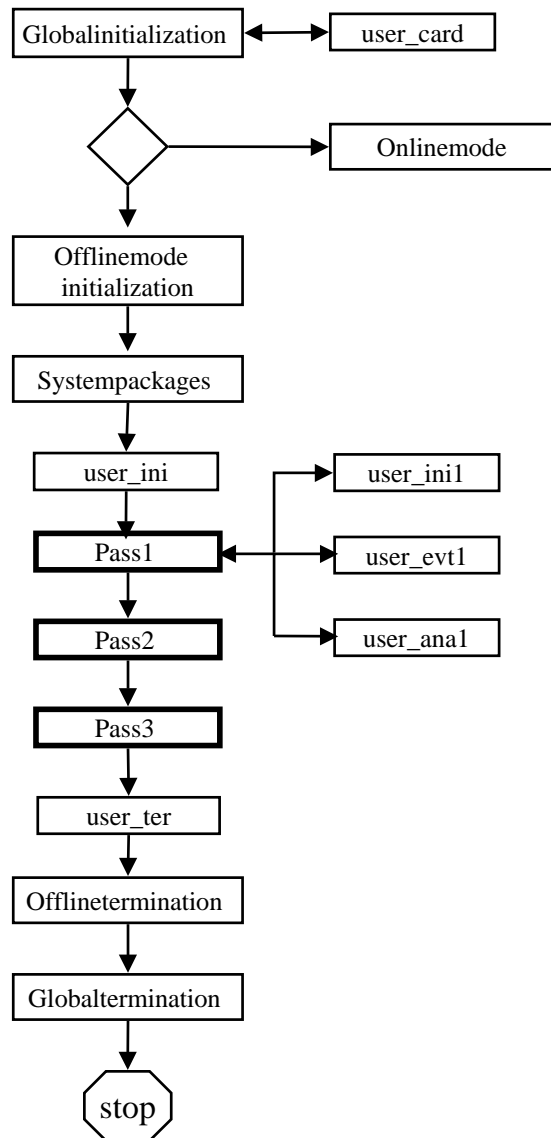 Globalinitialization
user_card
Onlinemode
Offlinemode
initialization
Systempackages
user_ini
user_ini1
Pass1
user_evt1
Pass2
user_ana1
Pass3
user_ter
Offlinetermination
Globaltermination
stop